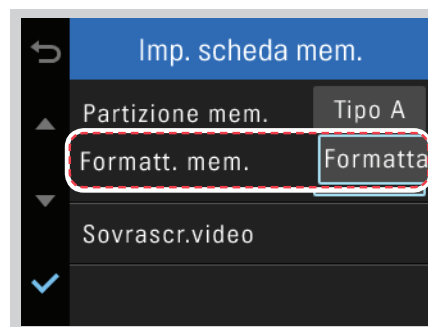 Imp. scheda mem.
Partizione mem. Tipo A
Formatt. mem. Formatta
Sovrascr.video